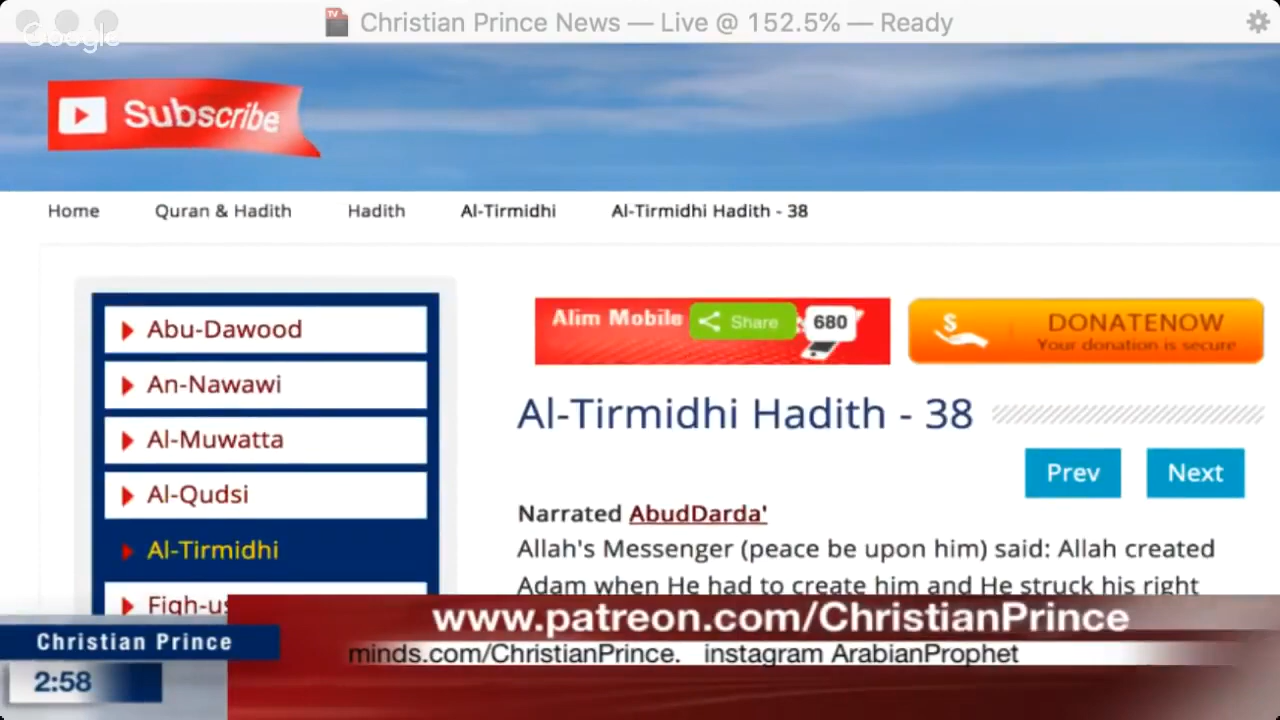 Christian Prince News — Live @ 152.5% — Ready
Google
Subscribe
Home Quran & Hadith Hadith Al-Tirmidhi Al-Tirmidhi Hadith - 38
Abu-Dawood
An-Nawawi
Al-Muwatta
Al-Qudsi
Al-Tirmidhi
Fiqh-us
Alim Mobile
Share
680
DONATENOW
Your donation is secure
Al-Tirmidhi Hadith - 38
Prev Next
Narrated AbudDarda'
Allah's Messenger (peace be upon him) said: Allah created
Adam when He had to create him and He struck his right
www.patreon.com/ChristianPrince
Christian Prince
minds.com/ChristianPrince. instagram ArabianProphet
2:58